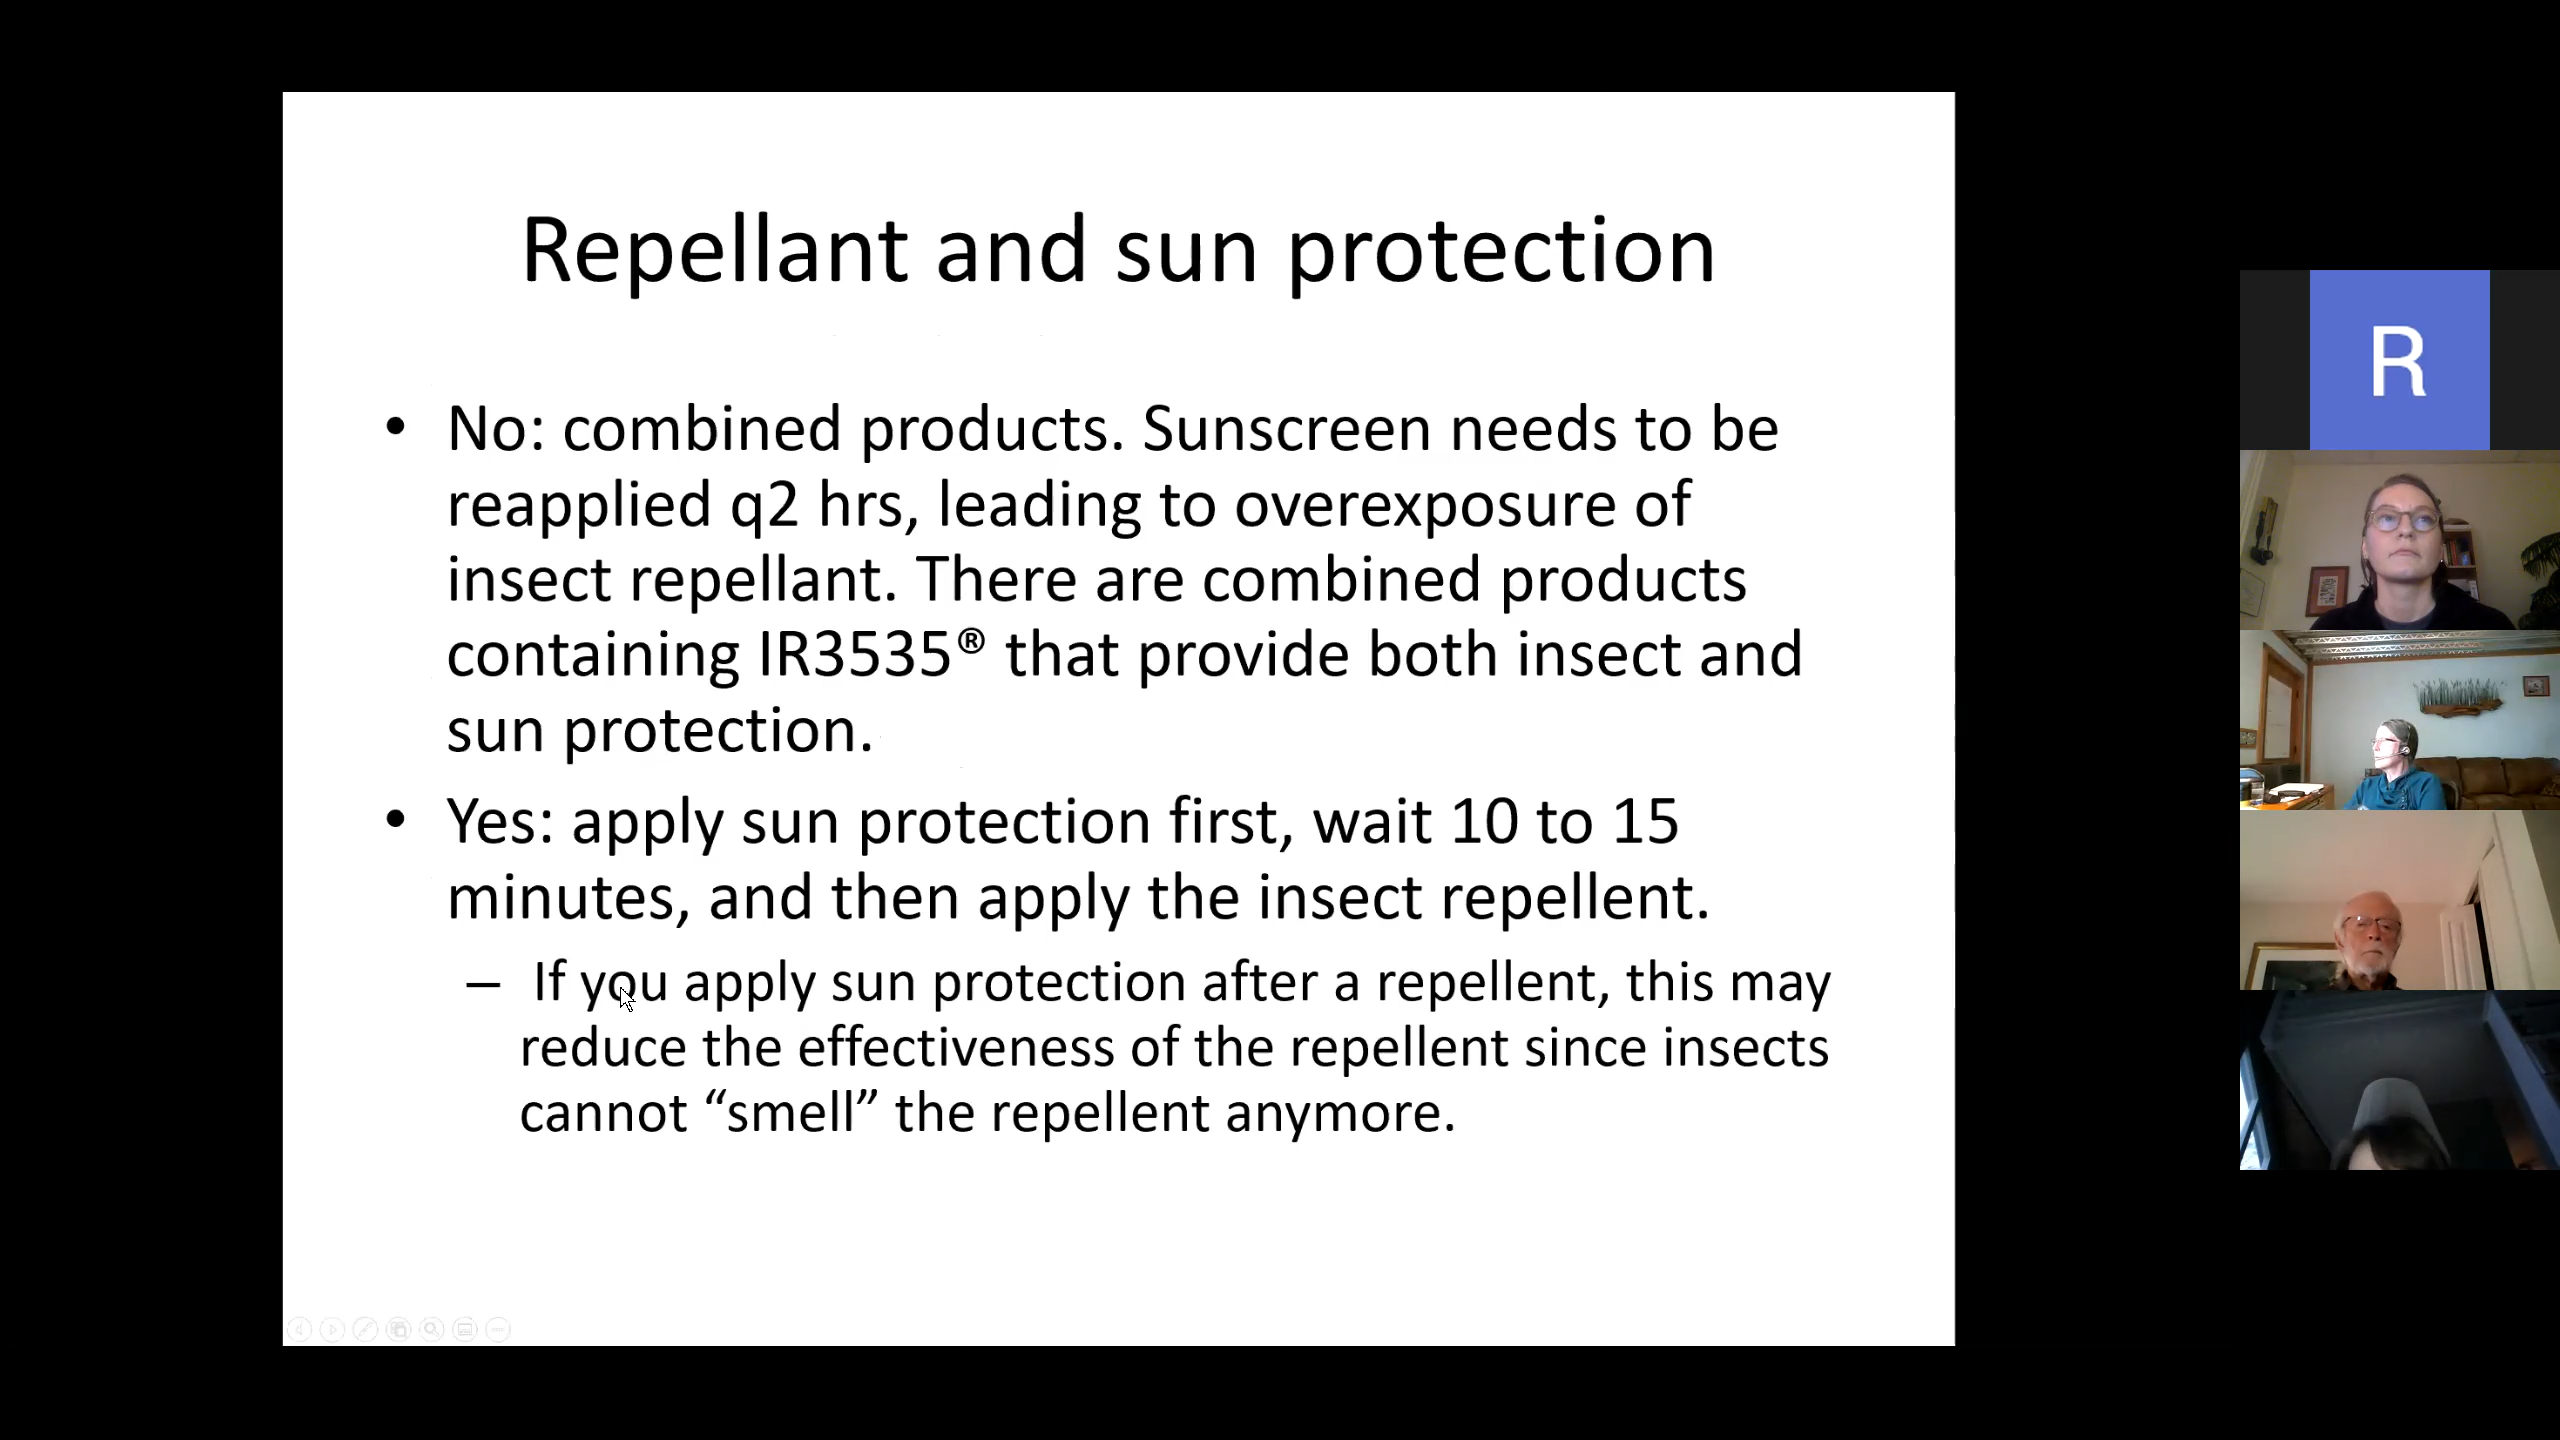 Repellant and sun protection
• No: combined products. Sunscreen needs to be
reapplied q2 hrs, leading to overexposure of
insect repellant. There are combined products
containing IR3535® that provide both insect and
sun protection.
• Yes: apply sun protection first, wait 10 to 15
minutes, and then apply the insect repellent.
– If you apply sun protection after a repellent, this may
reduce the effectiveness of the repellent since insects
cannot “smell” the repellent anymore.
R